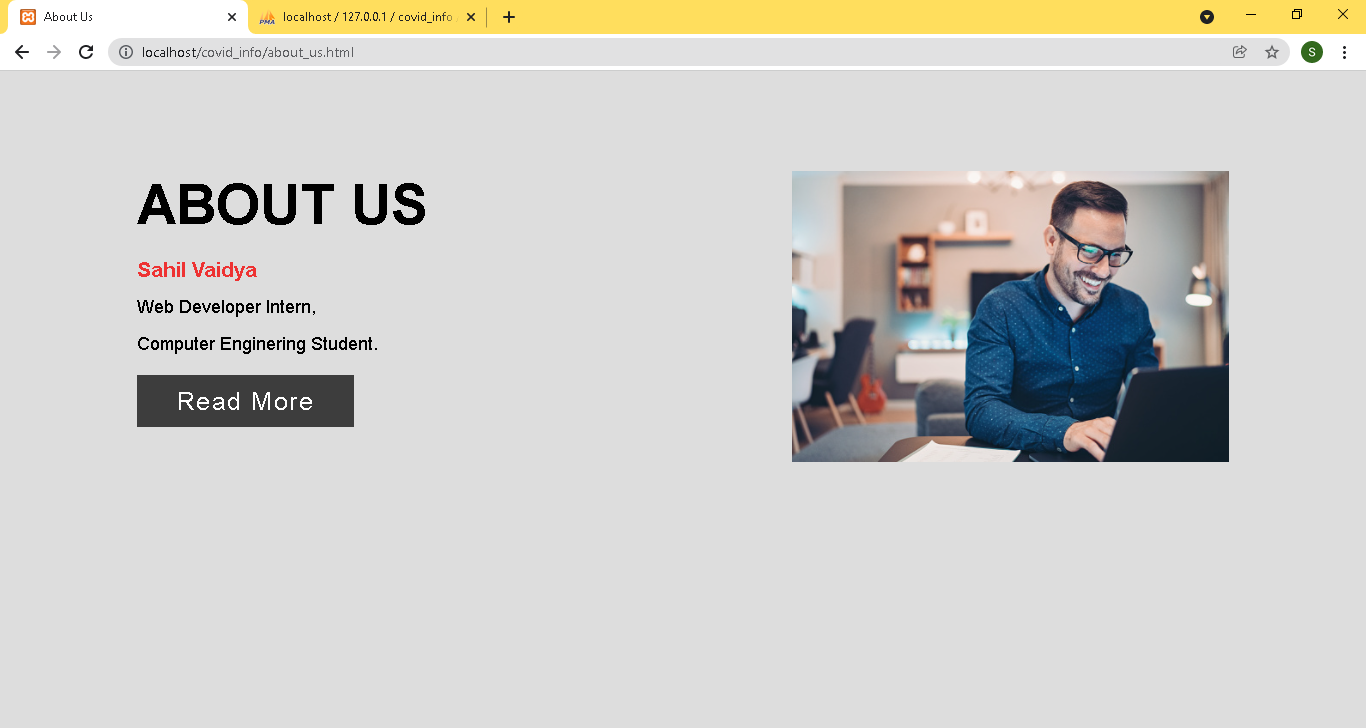 About Us
PMA
localhost / 127.0.0.1 / covid_info
localhost/covid_info/about_us.html
S
ABOUT US
Sahil Vaidya
Web Developer Intern,
Computer Enginering Student.
Read More